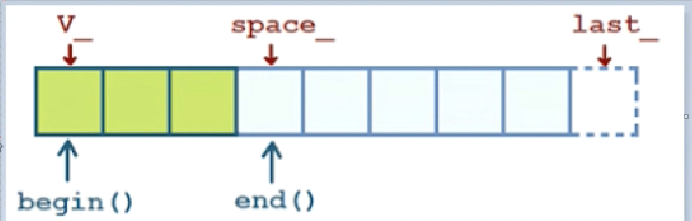 V_ space_ last_
begin() end()